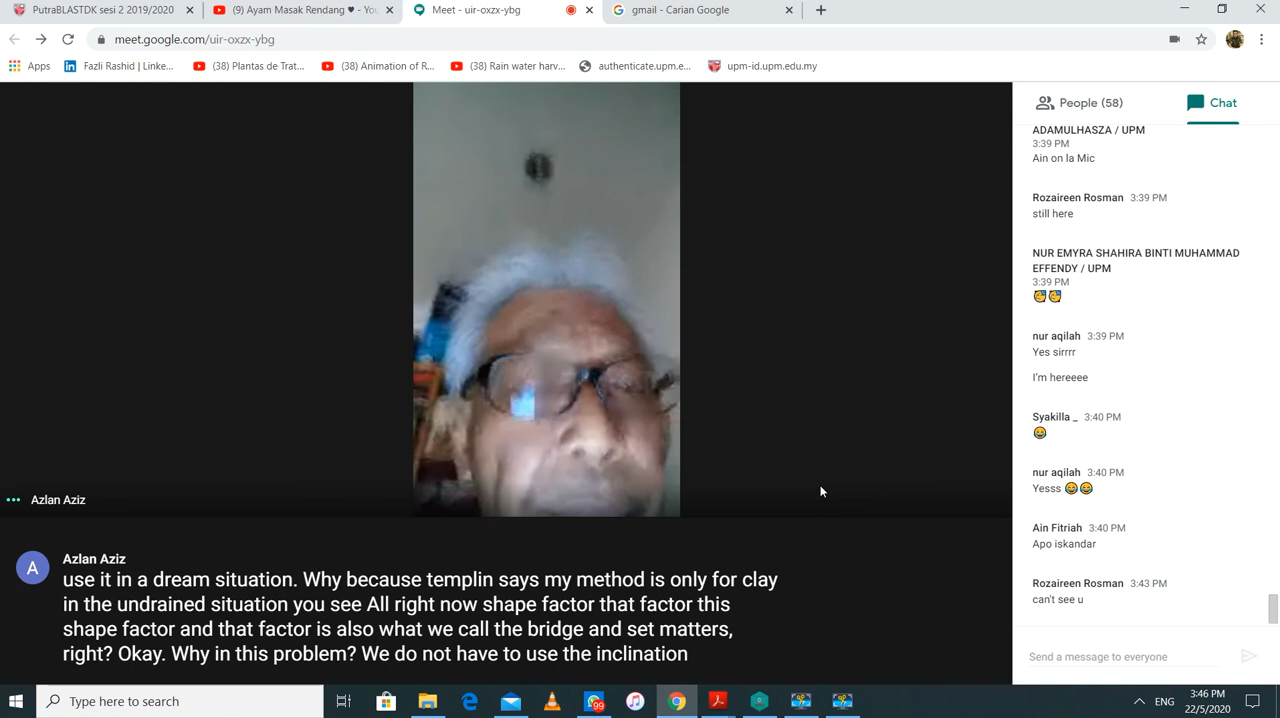 PutraBLASTDK sesi 2 2019/2020
(9) Ayam Masak Rendang ♥ - You
Meet - uir-oxzx-ybg
gmail - Carian Google
meet.google.com/uir-oxzx-ybg
Apps
Fazli Rashid | Linke...
(38) Plantas de Trat...
(38) Animation of R...
(38) Rain water harv...
authenticate.upm.e...
upm-id.upm.edu.my
People (58)
Chat
ADAMULHASZA / UPM
3:39 PM
Ain on la Mic
Rozaireen Rosman 3:39 PM
still here
NUR EMYRA SHAHIRA BINTI MUHAMMAD
EFFENDY / UPM
3:39 PM
nur aqilah 3:39 PM
Yes sirrrr
I'm hereeee
Syakilla _ 3:40 PM
😂
nur aqilah 3:40 PM
Yesss 😂😂
Ain Fitriah 3:40 PM
Apo iskandar
Rozaireen Rosman 3:43 PM
can't see u
Send a message to everyone
Azlan Aziz
A
Azlan Aziz
use it in a dream situation. Why because templin says my method is only for clay
in the undrained situation you see All right now shape factor that factor this
shape factor and that factor is also what we call the bridge and set matters,
right? Okay. Why in this problem? We do not have to use the inclination
Type here to search
99
ENG
3:46 PM
22/5/2020